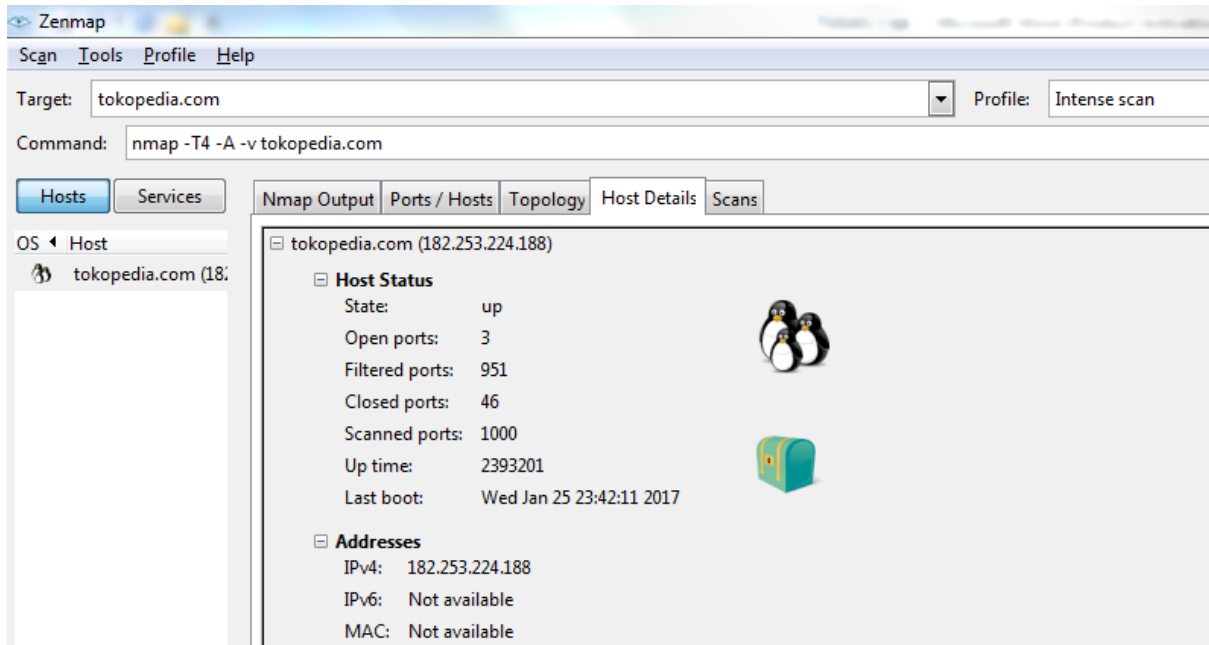 Zenmap
Scan Tools Profile Help
Target: tokopedia.com Profile: Intense scan
Command: nmap -T4 -A -v tokopedia.com
Hosts Services Nmap Output Ports / Hosts Topology Host Details Scans
OS Host
tokopedia.com (182
tokopedia.com (182.253.224.188)
Host Status
State: up
Open ports: 3
Filtered ports: 951
Closed ports: 46
Scanned ports: 1000
Up time: 2393201
Last boot: Wed Jan 25 23:42:11 2017
Addresses
IPv4: 182.253.224.188
IPv6: Not available
MAC: Not available